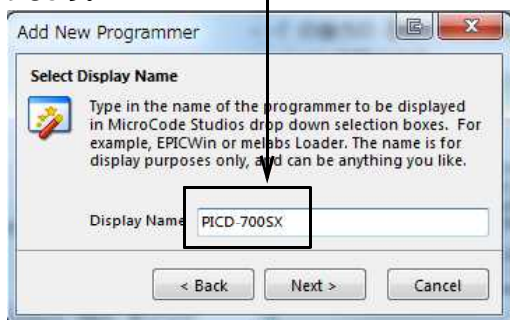 Add New Programmer
Select Display Name
Type in the name of the programmer to be displayed
in MicroCode Studios drop down selection boxes. For
example, EPICWin or melabs Loader. The name is for
display purposes only, and can be anything you like.
Display Name
PICD-700SX
< Back
Next >
Cancel